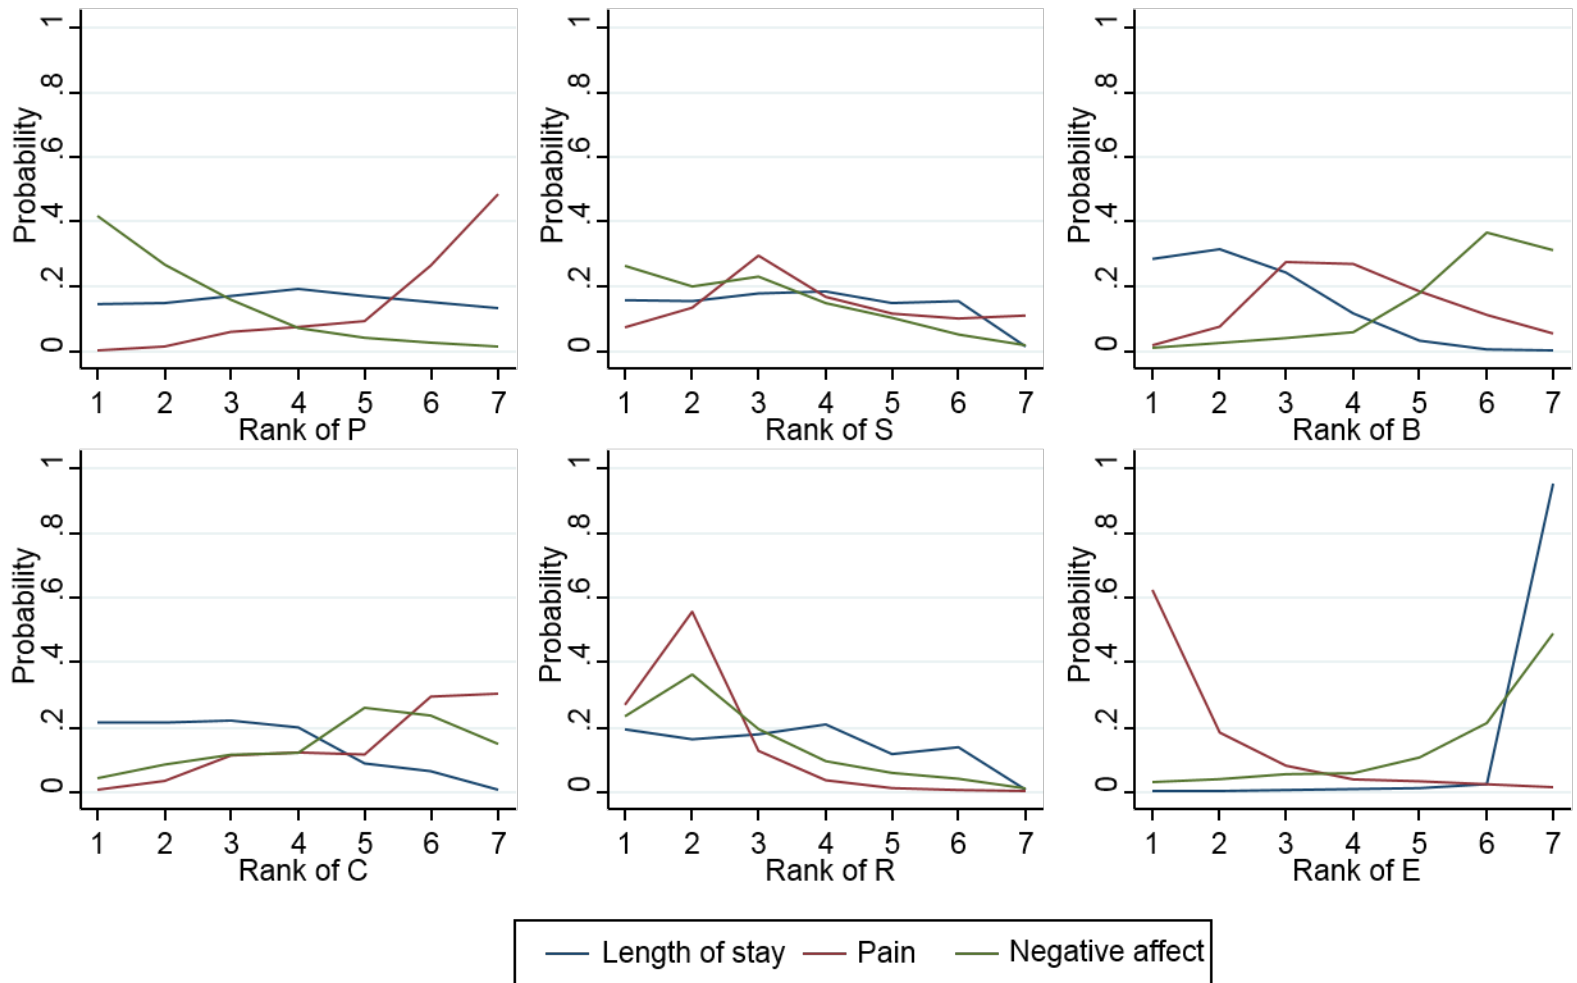 Probability
1
.8
.6
.4
.2
0
1 2 3 4 5 6 7
Rank of P
Probability
1
.8
.6
.4
.2
0
1 2 3 4 5 6 7
Rank of S
Probability
1
.8
.6
.4
.2
0
1 2 3 4 5 6 7
Rank of B
Probability
1
.8
.6
.4
.2
0
1 2 3 4 5 6 7
Rank of C
Probability
1
.8
.6
.4
.2
0
1 2 3 4 5 6 7
Rank of R
Probability
1
.8
.6
.4
.2
0
1 2 3 4 5 6 7
Rank of E
Length of stay Pain Negative affect